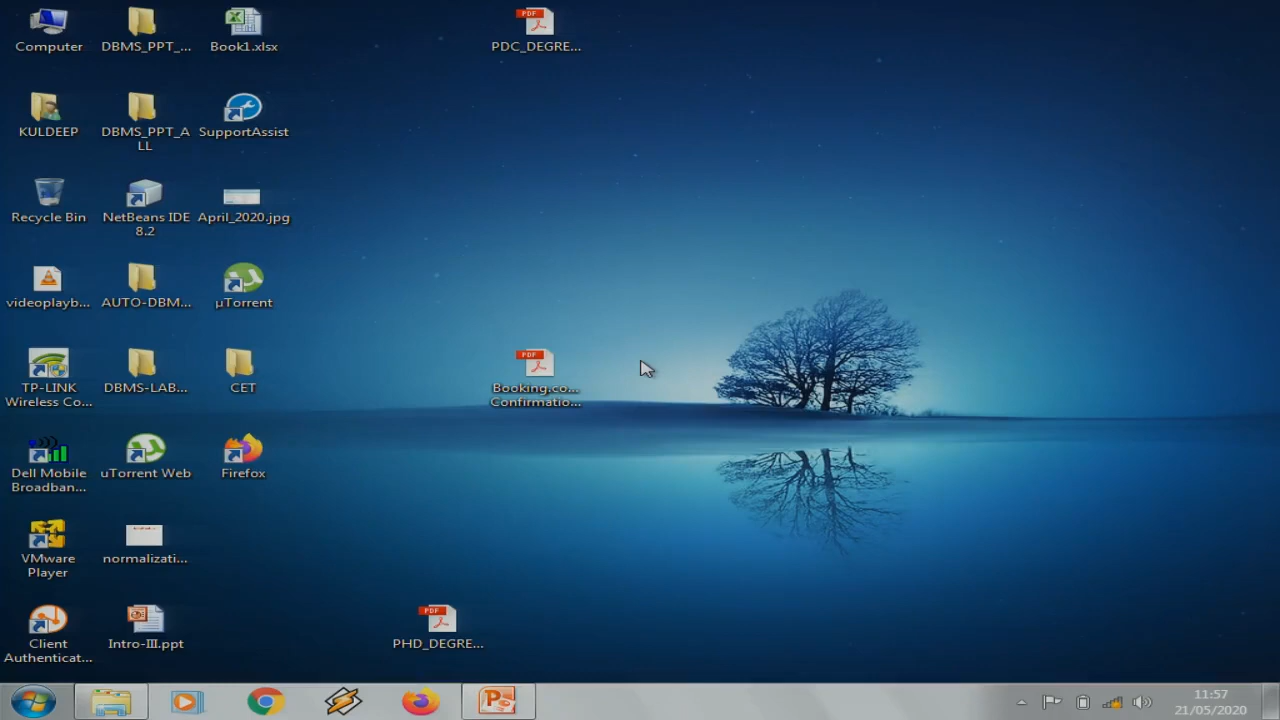 Computer
DBMS_PPT_...
Book1.xlsx
PDF
PDC_DEGRE...
KULDEEP
DBMS_PPT_A
LL
SupportAssist
Recycle Bin
NetBeans IDE
8.2
April_2020.jpg
videoplayb...
AUTO-DBM...
µTorrent
TP-LINK
Wireless Co...
DBMS-LAB...
CET
PDF
Booking.co...
Confirmatio...
Dell Mobile
Broadban...
uTorrent Web
Firefox
VMware
Player
normalizati...
Client
Authenticat...
Intro-III.ppt
PDF
PHD_DEGRE...
11:57
21/05/2020